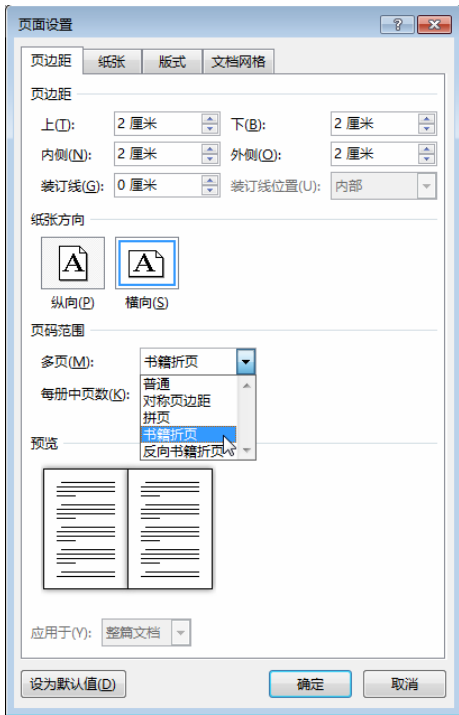 页面设置
页边距 纸张 版式 文档网格
页边距
上(T): 2 厘米 下(B): 2 厘米
内侧(N): 2 厘米 外侧(O): 2 厘米
装订线(G): 0 厘米 装订线位置(U): 内部
纸张方向
纵向(P) 横向(S)
页码范围
多页(M): 书籍折页
每册中页数(K):
普通
对称页边距
拼页
书籍折页
反向书籍折页
预览
应用于(Y): 整篇文档
设为默认值(D) 确定 取消